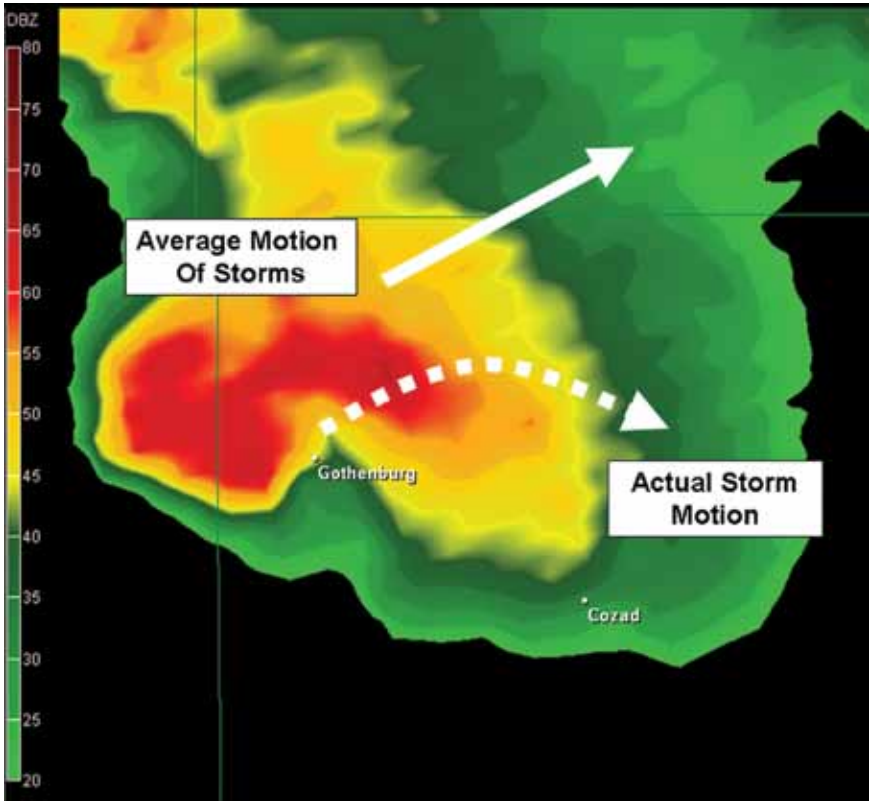 DBZ
80
75
70
65
60
55
50
45
40
35
30
25
20
Average Motion
Of Storms
Gothenburg
Actual Storm
Motion
Cozad